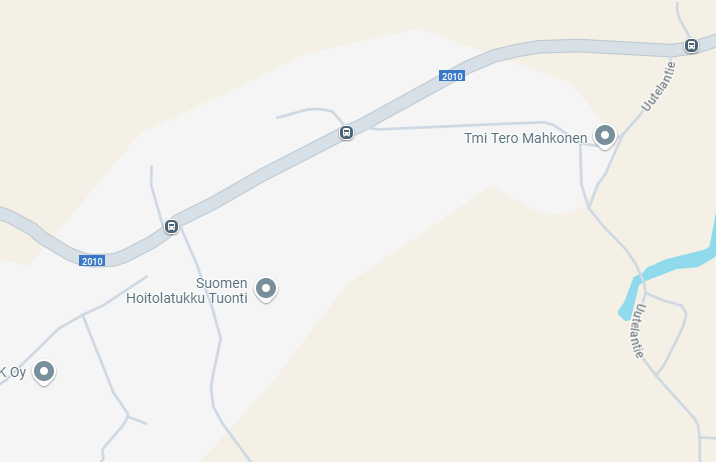 2010
Uutelantie
Tmi Tero Mahkonen
2010
Suomen
Hoitolatukku Tuonti
Uutelantie
K Oy